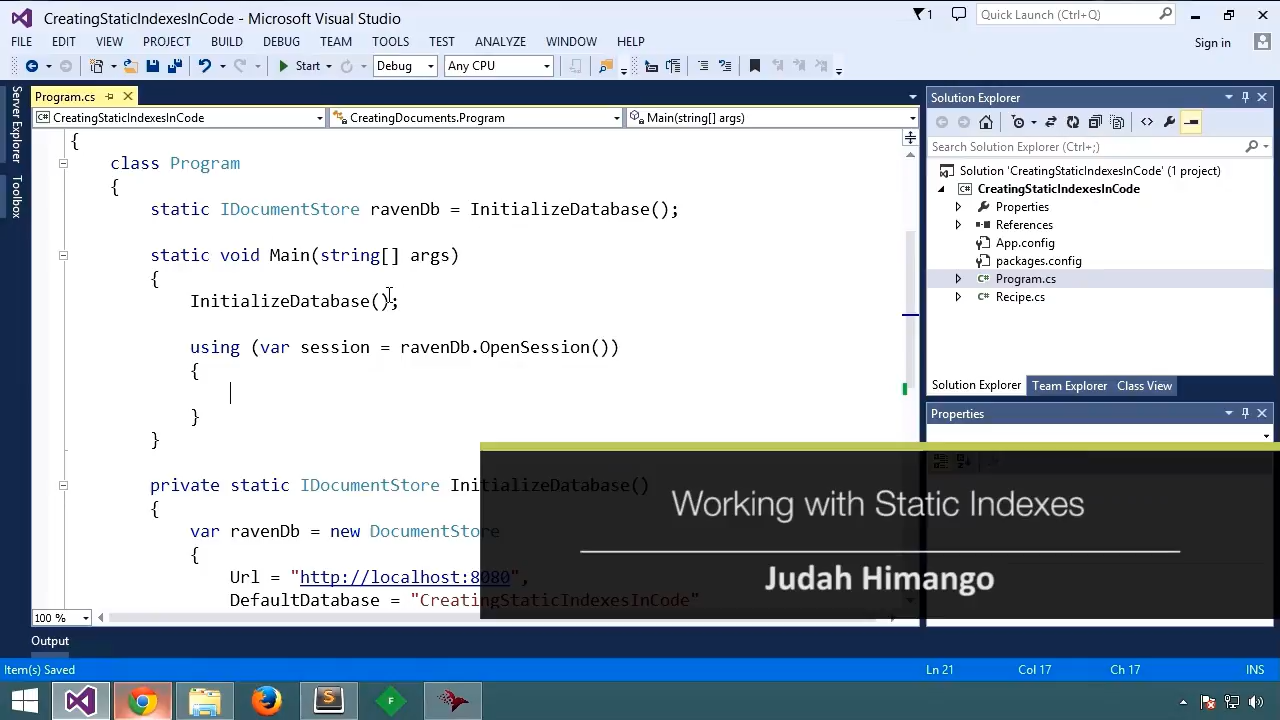 CreatingStaticIndexesInCode - Microsoft Visual Studio
1
Quick Launch (Ctrl+Q)
FILE EDIT VIEW PROJECT BUILD DEBUG TEAM TOOLS TEST ANALYZE WINDOW HELP
Sign in
Start Debug Any CPU
Server Explorer
Toolbox
Program.cs
CreatingStaticIndexesInCode CreatingDocuments.Program Main(string[] args)
{
class Program
{
static IDocumentStore ravenDb = InitializeDatabase();
static void Main(string[] args)
{
InitializeDatabase();
using (var session = ravenDb.OpenSession())
{
}
}
private static IDocumentStore InitializeDatabase()
{
var ravenDb = new DocumentStore
{
Url = "http://localhost:8080",
DefaultDatabase = "CreatingStaticIndexesInCode"
100 %
Solution Explorer
Search Solution Explorer (Ctrl+;)
Solution 'CreatingStaticIndexesInCode' (1 project)
CreatingStaticIndexesInCode
Properties
References
App.config
packages.config
Program.cs
Recipe.cs
Solution Explorer Team Explorer Class View
Properties
Working with Static Indexes
Judah Himango
Output
Item(s) Saved Ln 21 Col 17 Ch 17 INS